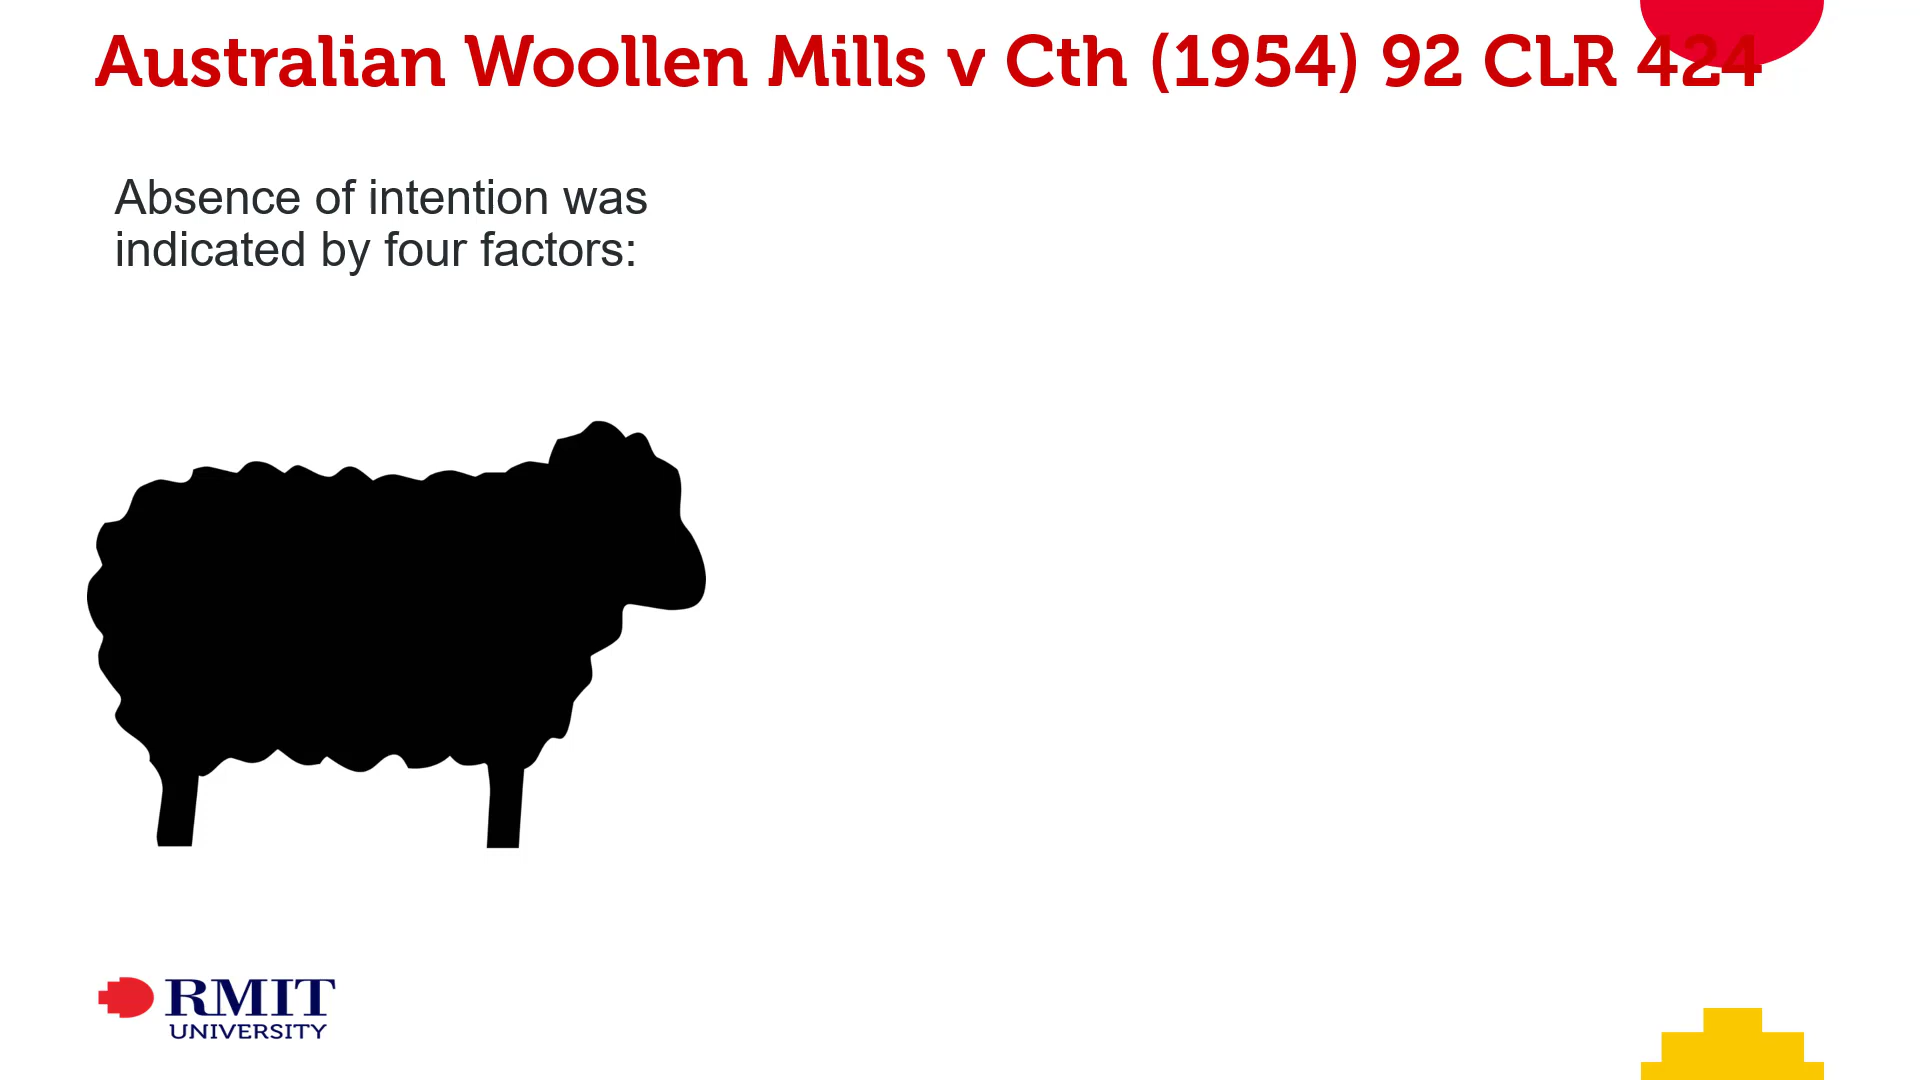 Australian Woollen Mills v Cth (1954) 92 CLR 424
Absence of intention was
indicated by four factors:
RMIT
UNIVERSITY